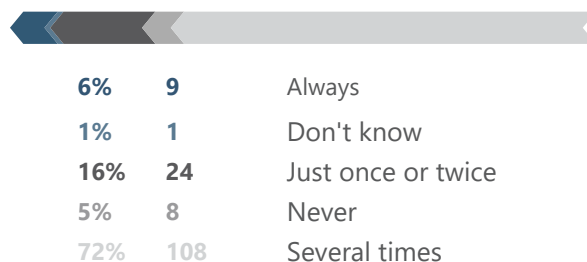 6% 9 Always
1% 1 Don't know
16% 24 Just once or twice
5% 8 Never
72% 108 Several times